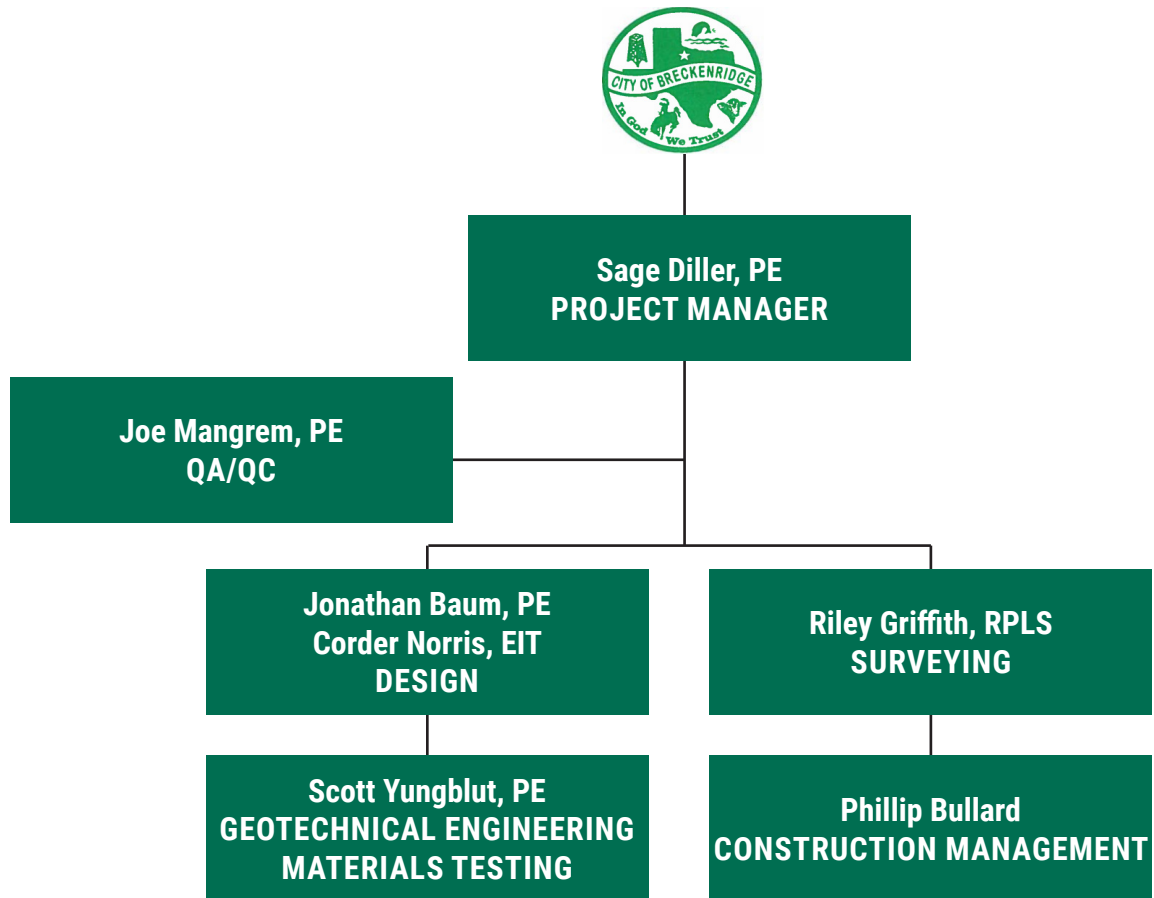 CITY OF BRECKENRIDGE
In God We Trust
Sage Diller, PE
PROJECT MANAGER
Joe Mangrem, PE
QA/QC
Jonathan Baum, PE
Corder Norris, EIT
DESIGN
Riley Griffith, RPLS
SURVEYING
Scott Yungblut, PE
GEOTECHNICAL ENGINEERING
MATERIALS TESTING
Phillip Bullard
CONSTRUCTION MANAGEMENT